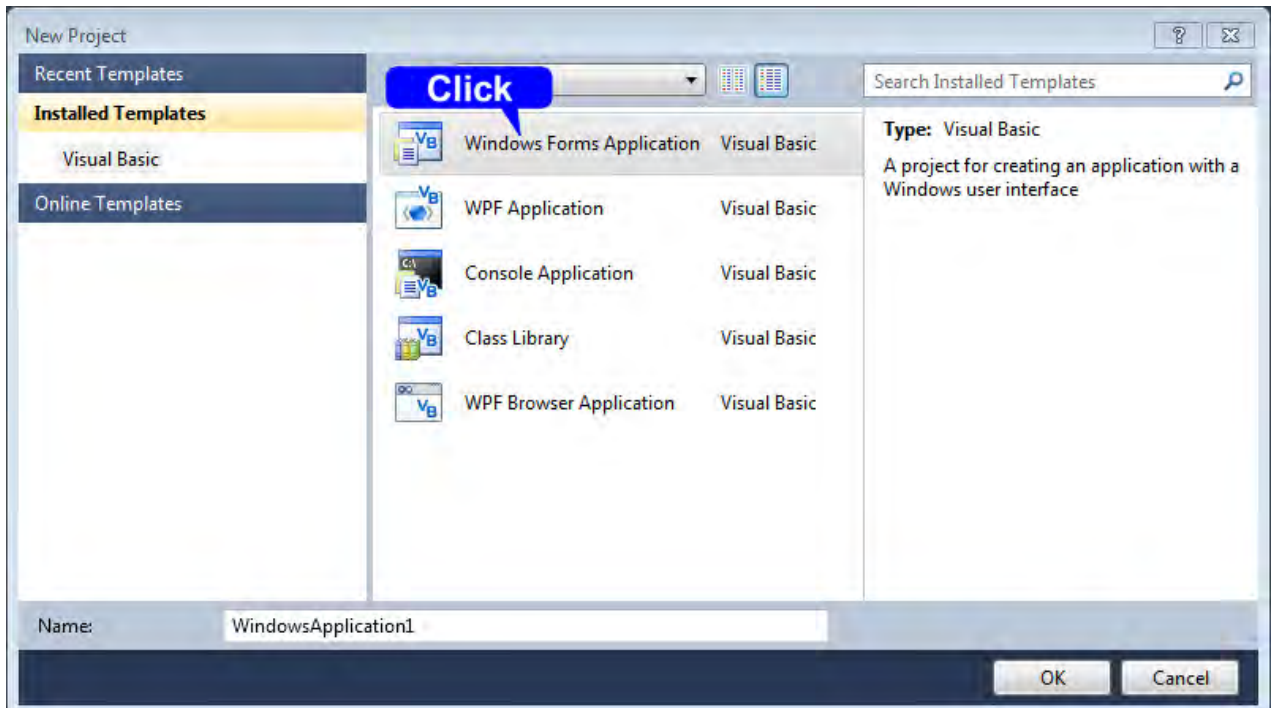 New Project
Recent Templates
Installed Templates
Visual Basic
Online Templates
Click
Search Installed Templates
Windows Forms Application Visual Basic
WPF Application Visual Basic
Console Application Visual Basic
Class Library Visual Basic
WPF Browser Application Visual Basic
Type: Visual Basic
A project for creating an application with a
Windows user interface
Name: WindowsApplication1
OK Cancel